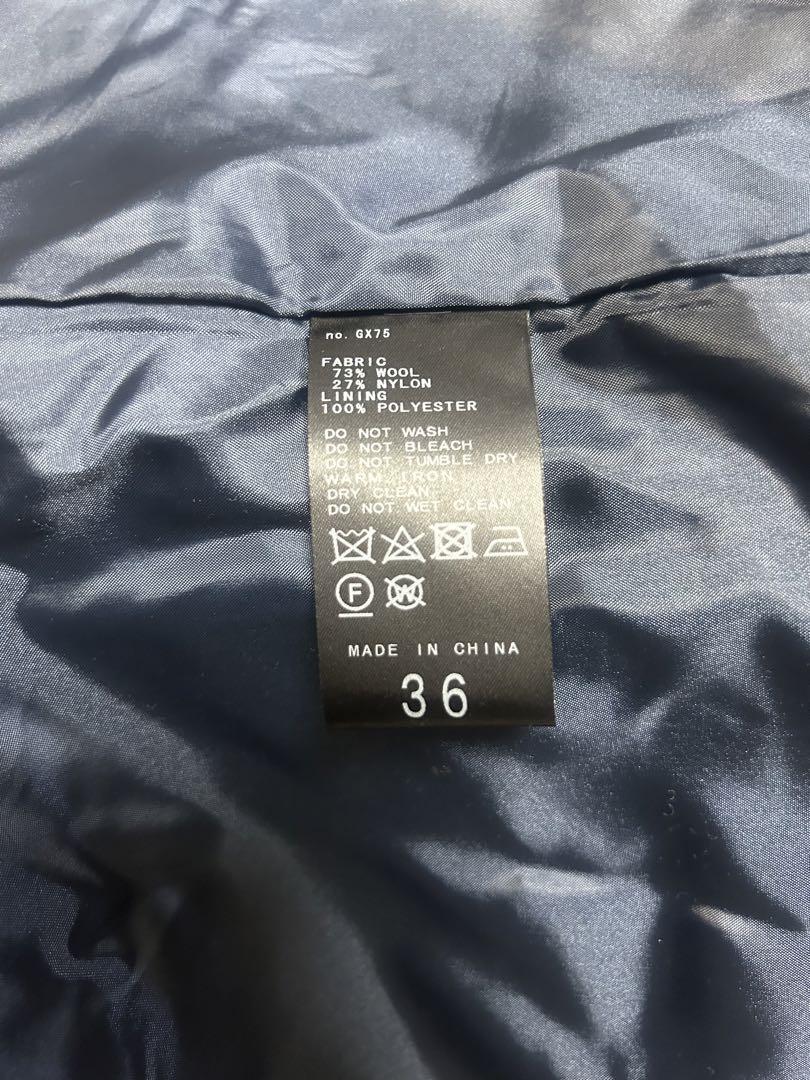 no. GX75
FABRIC
73% WOOL
27% NYLON
LINING
100% POLYESTER
DO NOT WASH
DO NOT BLEACH
DO NOT TUMBLE DRY
WARM IRON
DRY CLEAN
DO NOT WET CLEAN
F W
MADE IN CHINA
36